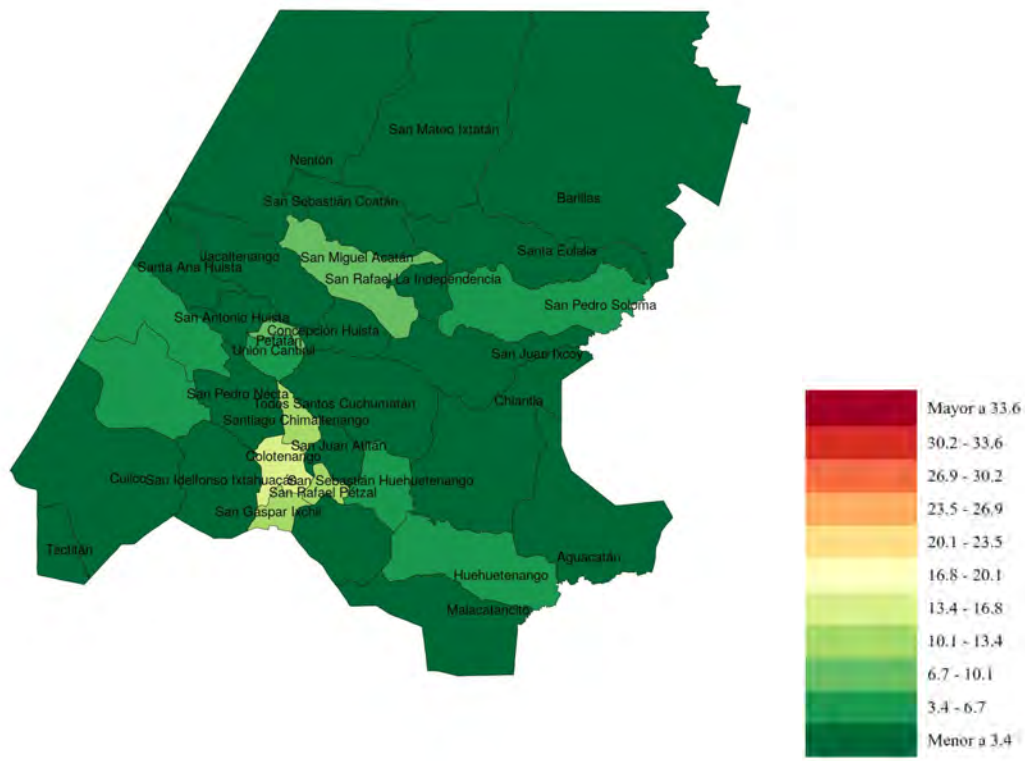 San Mateo Ixtatán
Nentón
San Sebastián Coatán
Barillas
Santa Eulalia
Jacaltenango
San Miguel Acatán
Santa Ana Huista
San Rafael La Independencia
San Pedro Soloma
San Antonio Huista
Concepción Huista
Petatán
Unión Cantinil
San Juan Ixcoy
San Pedro Necta
Chiantla
Todos Santos Cuchumatán
Santiago Chimaltenango
San Juan Atitán
Colotenango
Cuilco
San Ildelfonso Ixtahuacán
San Sebastián Huehuetenango
San Rafael Pétzal
San Gaspar Ixchil
Tectitán
Aguacatán
Huehuetenango
Malacatancito
Mayor a 33.6
30.2 - 33.6
26.9 - 30.2
23.5 - 26.9
20.1 - 23.5
16.8 - 20.1
13.4 - 16.8
10.1 - 13.4
6.7 - 10.1
3.4 - 6.7
Menor a 3.4